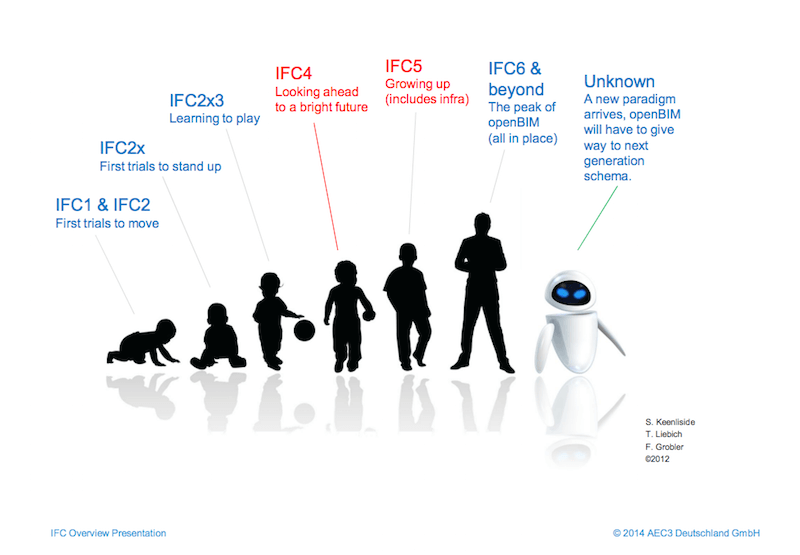 IFC1 & IFC2
First trials to move
IFC2x
First trials to stand up
IFC2x3
Learning to play
IFC4
Looking ahead
to a bright future
IFC5
Growing up
(includes infra)
IFC6 &
beyond
The peak of
openBIM
(all in place)
Unknown
A new paradigm
arrives, openBIM
will have to give
way to next
generation
schema.
S. Keenliside
T. Liebich
F. Grobler
©2012
IFC Overview Presentation
© 2014 AEC3 Deutschland GmbH